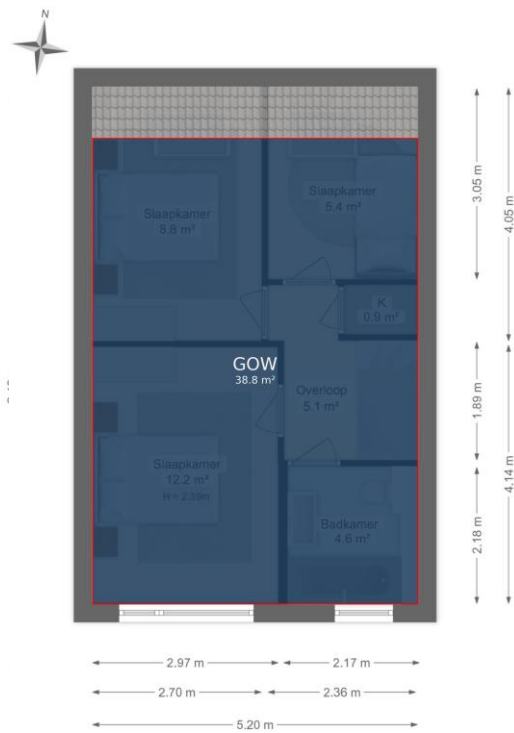 N
Slaapkamer
8.8 m²
Slaapkamer
5.4 m²
K
0.9 m²
GOW
38.8 m²
Overloop
5.1 m²
Slaapkamer
12.2 m²
H = 2.39m
Badkamer
4.6 m²
3.05 m
4.05 m
1.89 m
4.14 m
2.18 m
2.97 m
2.17 m
2.70 m
2.36 m
5.20 m